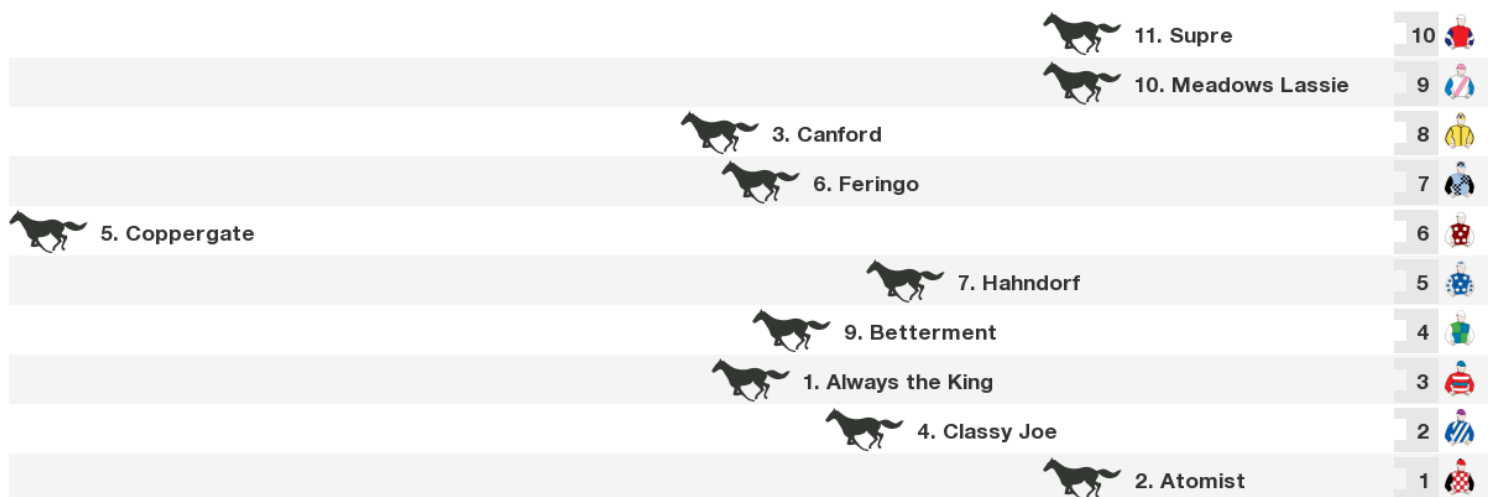 11. Supre 10
10. Meadows Lassie 9
3. Canford 8
6. Feringo 7
5. Coppergate 6
7. Hahndorf 5
9. Betterment 4
1. Always the King 3
4. Classy Joe 2
2. Atomist 1